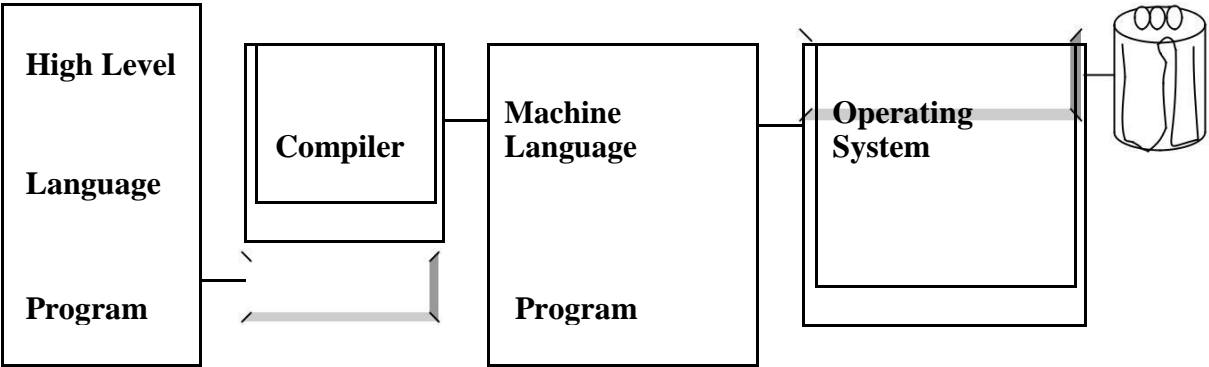 High Level
Language
Program
Compiler
Machine
Language
Program
Operating
System